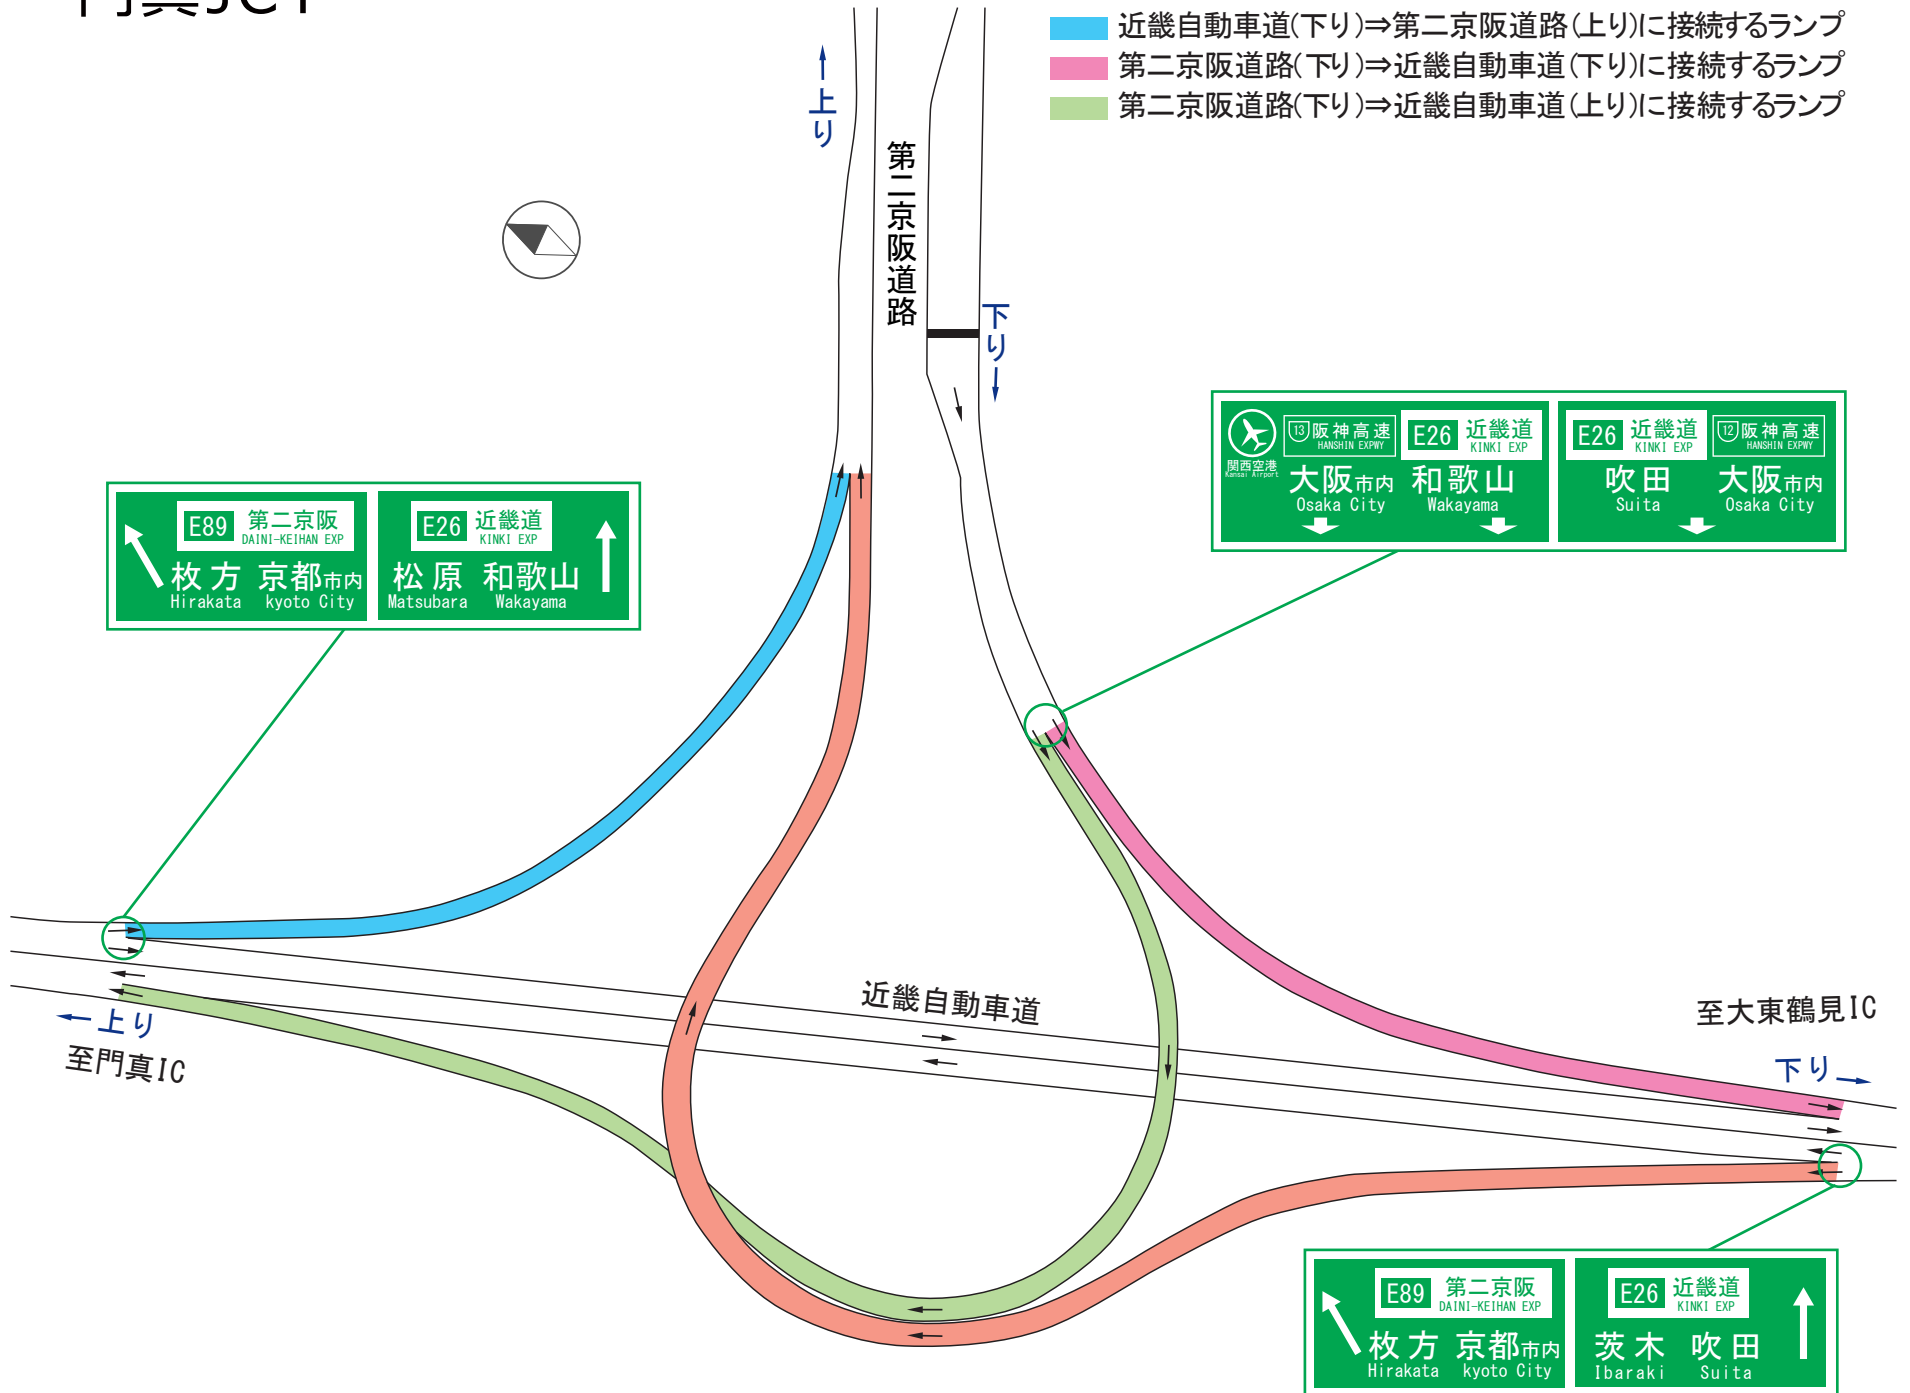 門真JCT
近畿自動車道(下り)⇒第二京阪道路(上り)に接続するランプ
第二京阪道路(下り)⇒近畿自動車道(下り)に接続するランプ
第二京阪道路(下り)⇒近畿自動車道(上り)に接続するランプ
上り
第二京阪道路
下り
関西空港
Kansai Airport
13 阪神高速
HANSHIN EXPWY
大阪市内
Osaka City
E26 近畿道
KINKI EXP
和歌山
Wakayama
E26 近畿道
KINKI EXP
吹田
Suita
12 阪神高速
HANSHIN EXPWY
大阪市内
Osaka City
E89 第二京阪
DAINI-KEIHAN EXP
枚方 京都市内
Hirakata kyoto City
E26 近畿道
KINKI EXP
松原 和歌山
Matsubara Wakayama
近畿自動車道
上り
至門真IC
至大東鶴見IC
下り
E89 第二京阪
DAINI-KEIHAN EXP
枚方 京都市内
Hirakata kyoto City
E26 近畿道
KINKI EXP
茨木 吹田
Ibaraki Suita